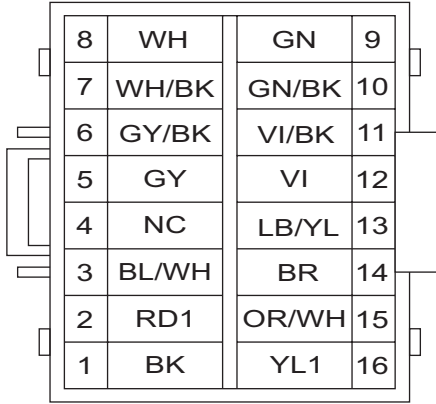 8 WH GN 9
7 WH/BK GN/BK 10
6 GY/BK VI/BK 11
5 GY VI 12
4 NC LB/YL 13
3 BL/WH BR 14
2 RD1 OR/WH 15
1 BK YL1 16